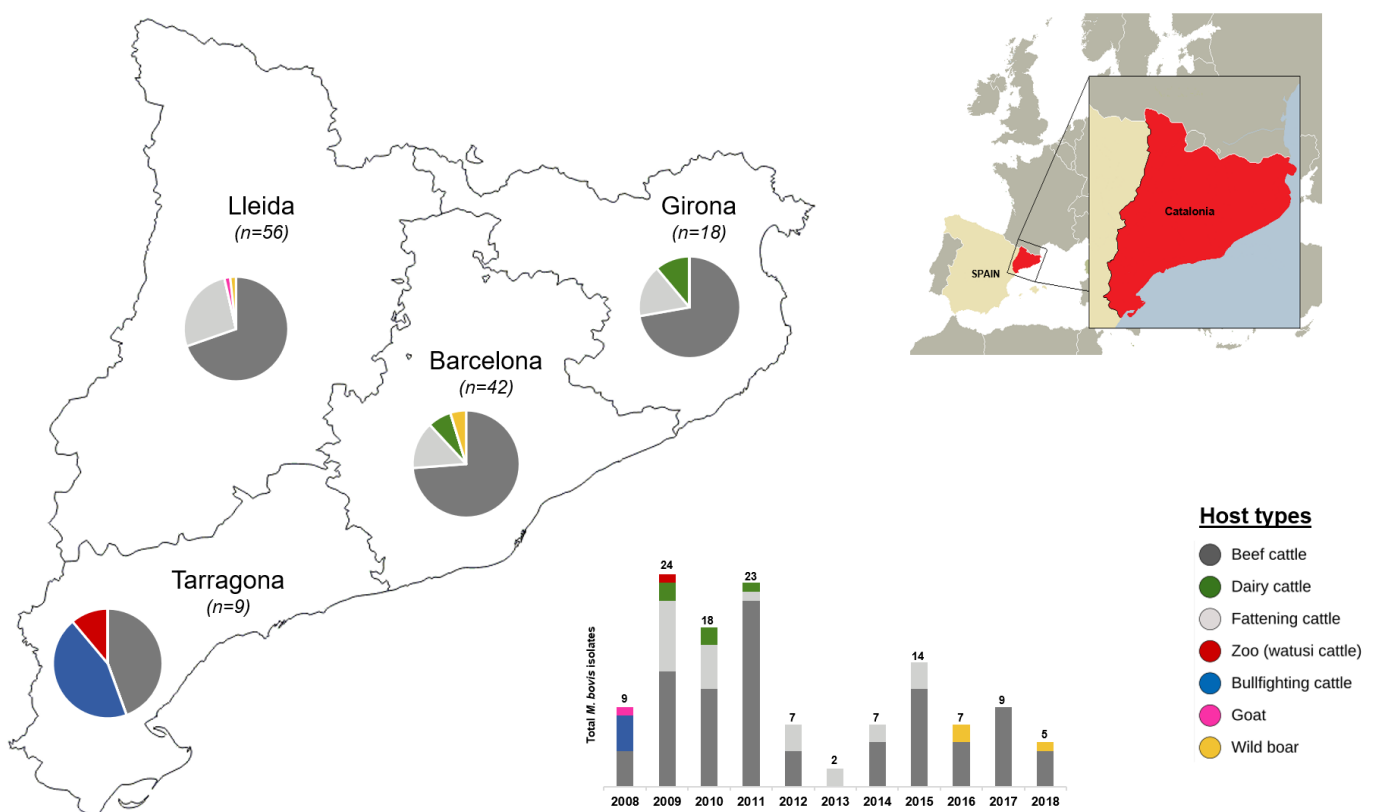 Lleida
(n=56)
Girona
(n=18)
Barcelona
(n=42)
Tarragona
(n=9)
SPAIN
Catalonia
Total M. bovis isolates
9
24
18
23
7
2
7
14
7
9
5
2008 2009 2010 2011 2012 2013 2014 2015 2016 2017 2018
Host types
Beef cattle
Dairy cattle
Fattening cattle
Zoo (watusi cattle)
Bullfighting cattle
Goat
Wild boar